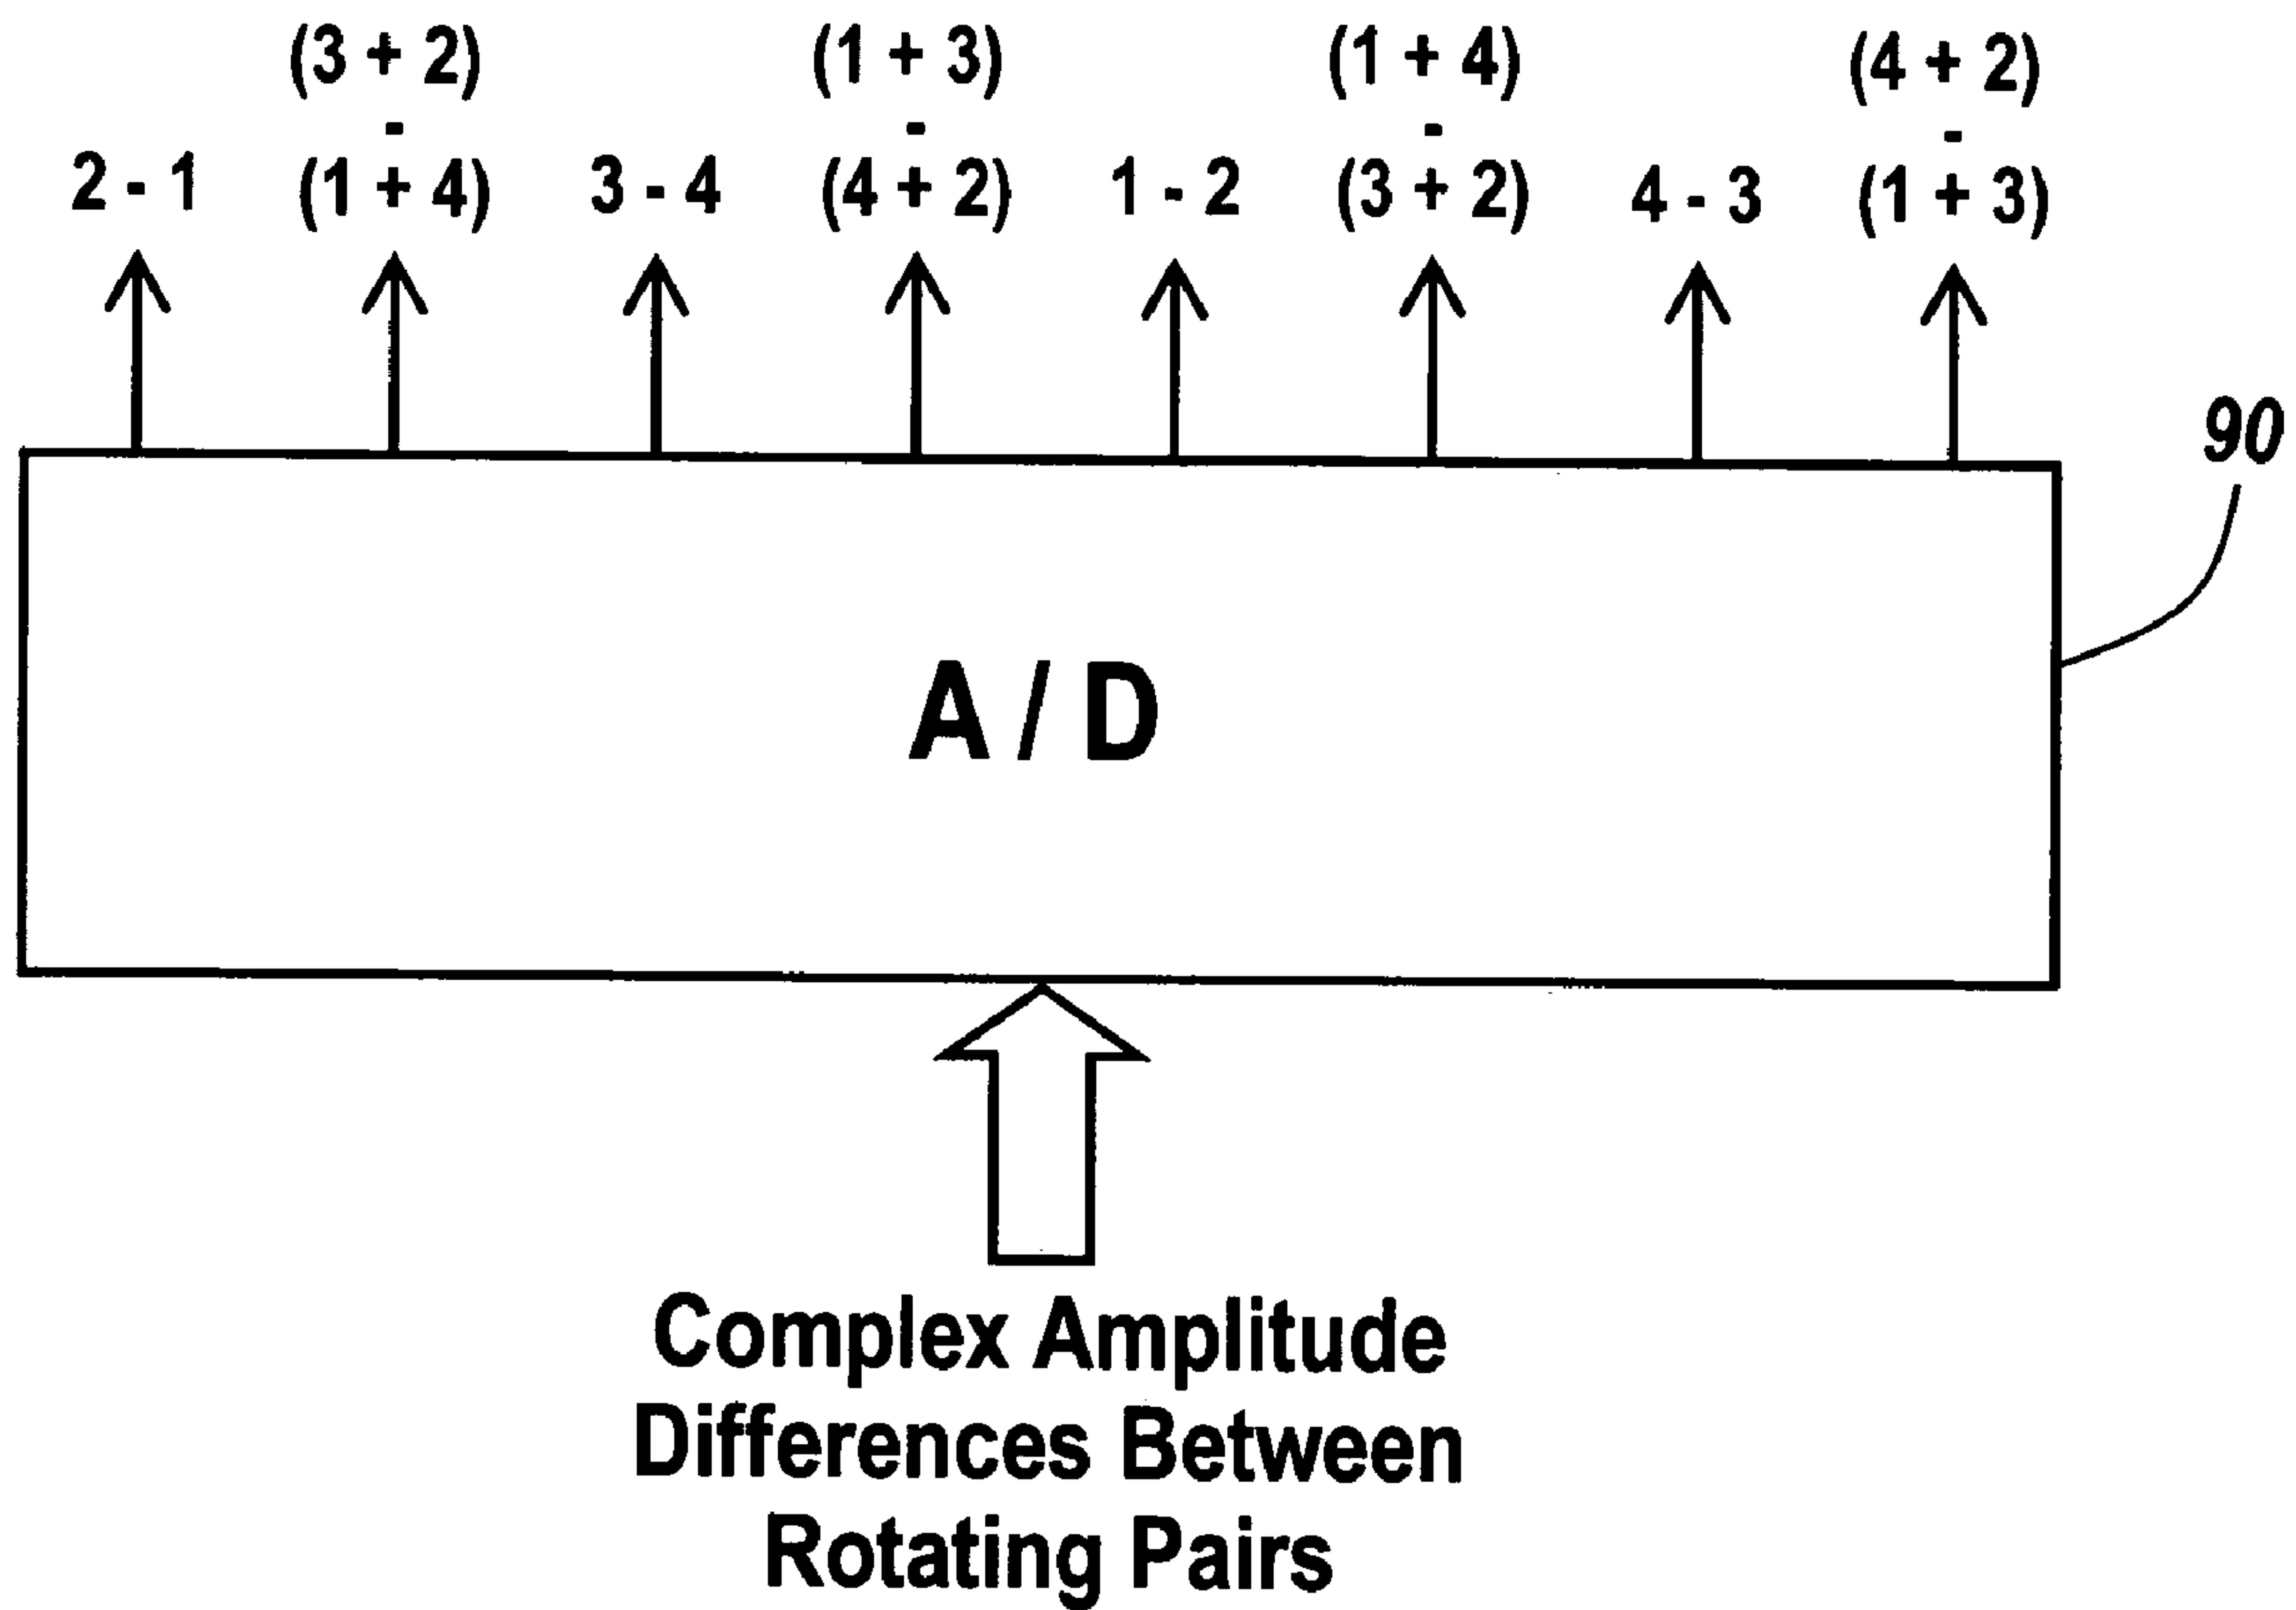 (3 + 2) (1 + 3) (1 + 4) (4 + 2)
- - - -
2 - 1 (1 + 4) 3 - 4 (4 + 2) 1 - 2 (3 + 2) 4 - 3 (1 + 3)
90
A / D
Complex Amplitude
Differences Between
Rotating Pairs